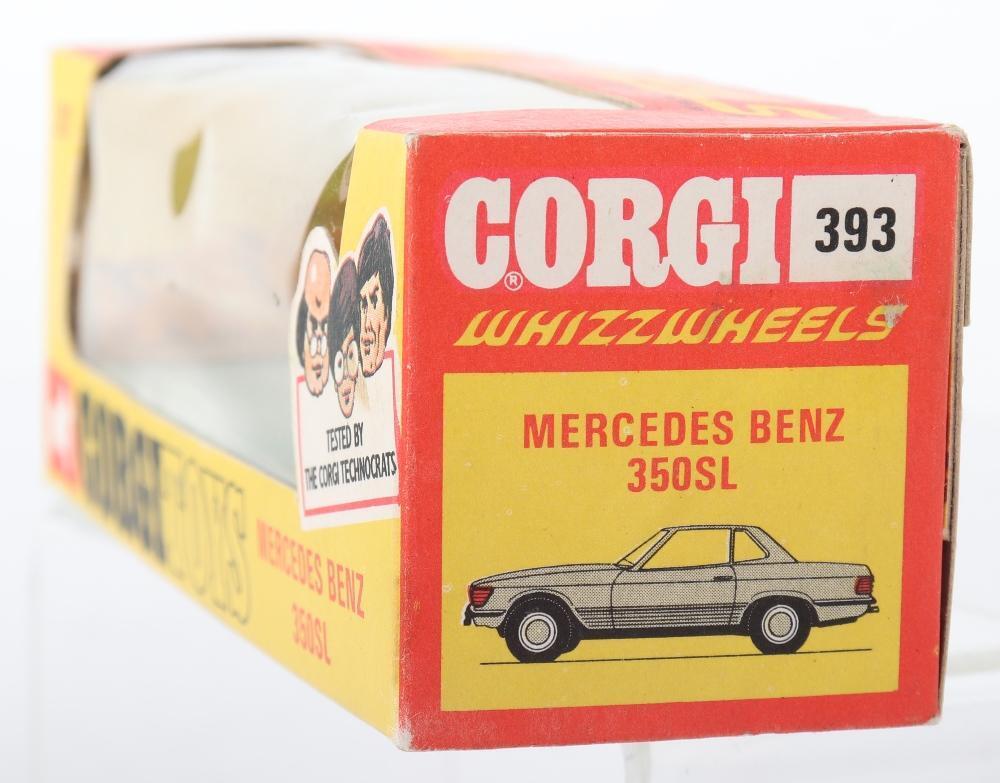 CORGI® 393
WHIZZWHEELS
MERCEDES BENZ
350SL
TESTED BY
THE CORGI TECHNOCRATS
CORGI TOYS
MERCEDES BENZ
350SL